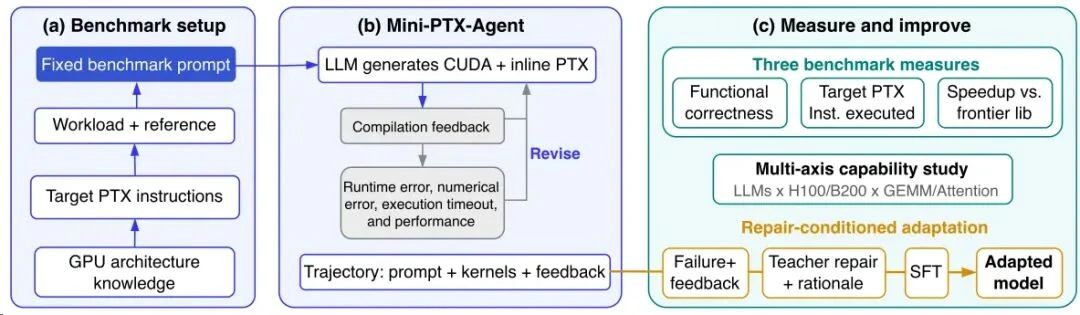 (a) Benchmark setup
Fixed benchmark prompt
Workload + reference
Target PTX instructions
GPU architecture
knowledge
(b) Mini-PTX-Agent
LLM generates CUDA + inline PTX
Compilation feedback
Revise
Runtime error, numerical
error, execution timeout,
and performance
Trajectory: prompt + kernels + feedback
(c) Measure and improve
Three benchmark measures
Functional
correctness
Target PTX
Inst. executed
Speedup vs.
frontier lib
Multi-axis capability study
LLMs x H100/B200 x GEMM/Attention
Repair-conditioned adaptation
Failure+
feedback
Teacher repair
+ rationale
SFT
Adapted
model